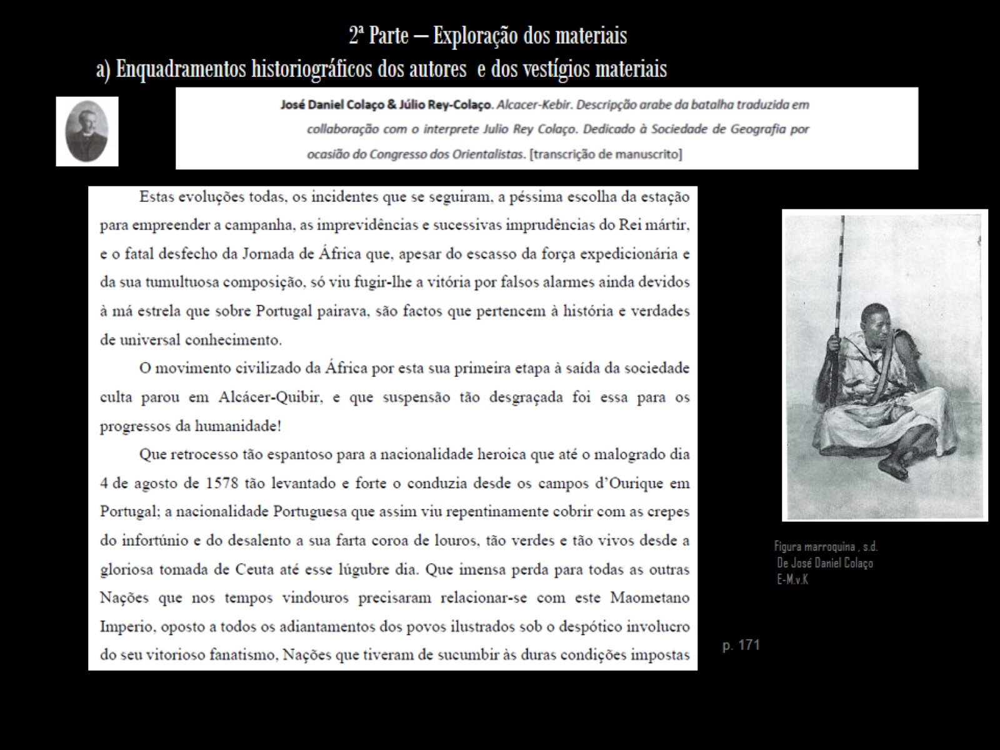 2ª Parte – Exploração dos materiais
a) Enquadramentos historiográficos dos autores e dos vestígios materiais
José Daniel Colaço & Júlio Rey-Colaço. Alcacer-Kebir. Descripção arabe da batalha traduzida em
collaboração com o interprete Julio Rey Colaço. Dedicado à Sociedade de Geografia por
ocasião do Congresso dos Orientalistas. [transcrição de manuscrito]
Estas evoluções todas, os incidentes que se seguiram, a péssima escolha da estação
para empreender a campanha, as imprevidências e sucessivas imprudências do Rei mártir,
e o fatal desfecho da Jornada de África que, apesar do escasso da força expedicionária e
da sua tumultuosa composição, só viu fugir-lhe a vitória por falsos alarmes ainda devidos
à má estrela que sobre Portugal pairava, são factos que pertencem à história e verdades
de universal conhecimento.
O movimento civilizado da África por esta sua primeira etapa à saída da sociedade
culta parou em Alcácer-Quibir, e que suspensão tão desgraçada foi essa para os
progressos da humanidade!
Que retrocesso tão espantoso para a nacionalidade heroica que até o malogrado dia
4 de agosto de 1578 tão levantado e forte o conduzia desde os campos d’Ourique em
Portugal; a nacionalidade Portuguesa que assim viu repentinamente cobrir com as crepes
do infortúnio e do desalento a sua farta coroa de louros, tão verdes e tão vivos desde a
gloriosa tomada de Ceuta até esse lúgubre dia. Que imensa perda para todas as outras
Nações que nos tempos vindouros precisaram relacionar-se com este Maometano
Imperio, oposto a todos os adiantamentos dos povos ilustrados sob o despótico involucro
do seu vitorioso fanatismo, Nações que tiveram de sucumbir às duras condições impostas
Figura marroquina , s.d.
De José Daniel Colaço
E-M.v.K
p. 171